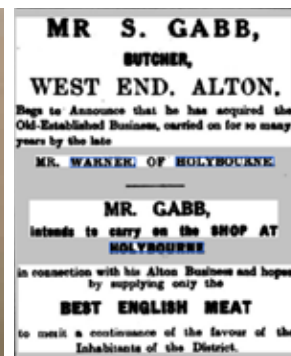 MR S. GABB,
BUTCHER,
WEST END. ALTON.
Begs to Announce that he has acquired the
Old-Established Business, carried on for so many
years by the late
MR. WARNER OF HOLYBOURNE
MR. GABB,
intends to carry on the SHOP AT
HOLYBOURNE
in connection with his Alton Business and hopes
by supplying only the
BEST ENGLISH MEAT
to merit a continuance of the favour of the
Inhabitants of the District.